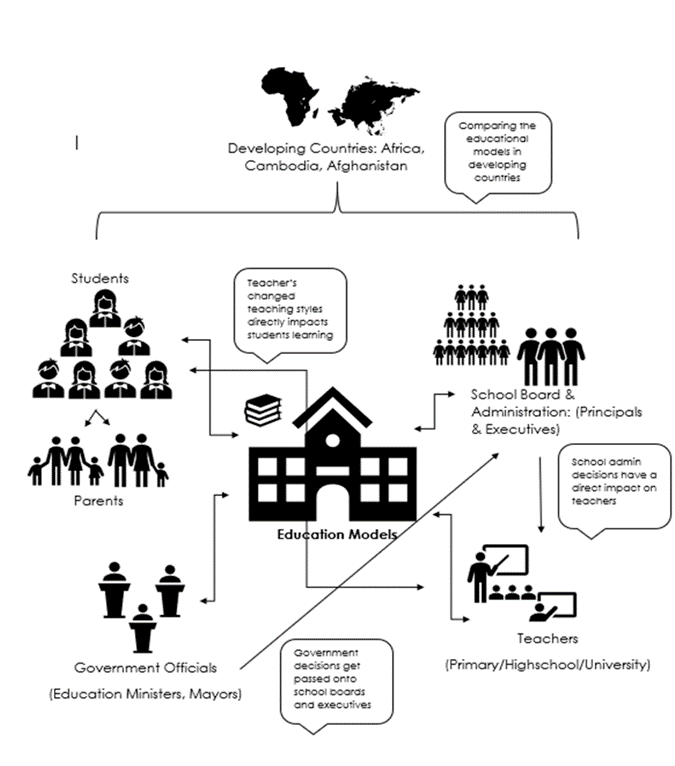 Developing Countries: Africa,
Cambodia, Afghanistan
Comparing the
educational
models in
developing
countries
Students
Teacher's
changed
teaching styles
directly impacts
students learning
School Board &
Administration: (Principals
& Executives)
Parents
School admin
decisions have a
direct impact on
teachers
Education Models
Government Officials
(Education Ministers, Mayors)
Teachers
(Primary/Highschool/University)
Government
decisions get
passed onto
school boards
and executives